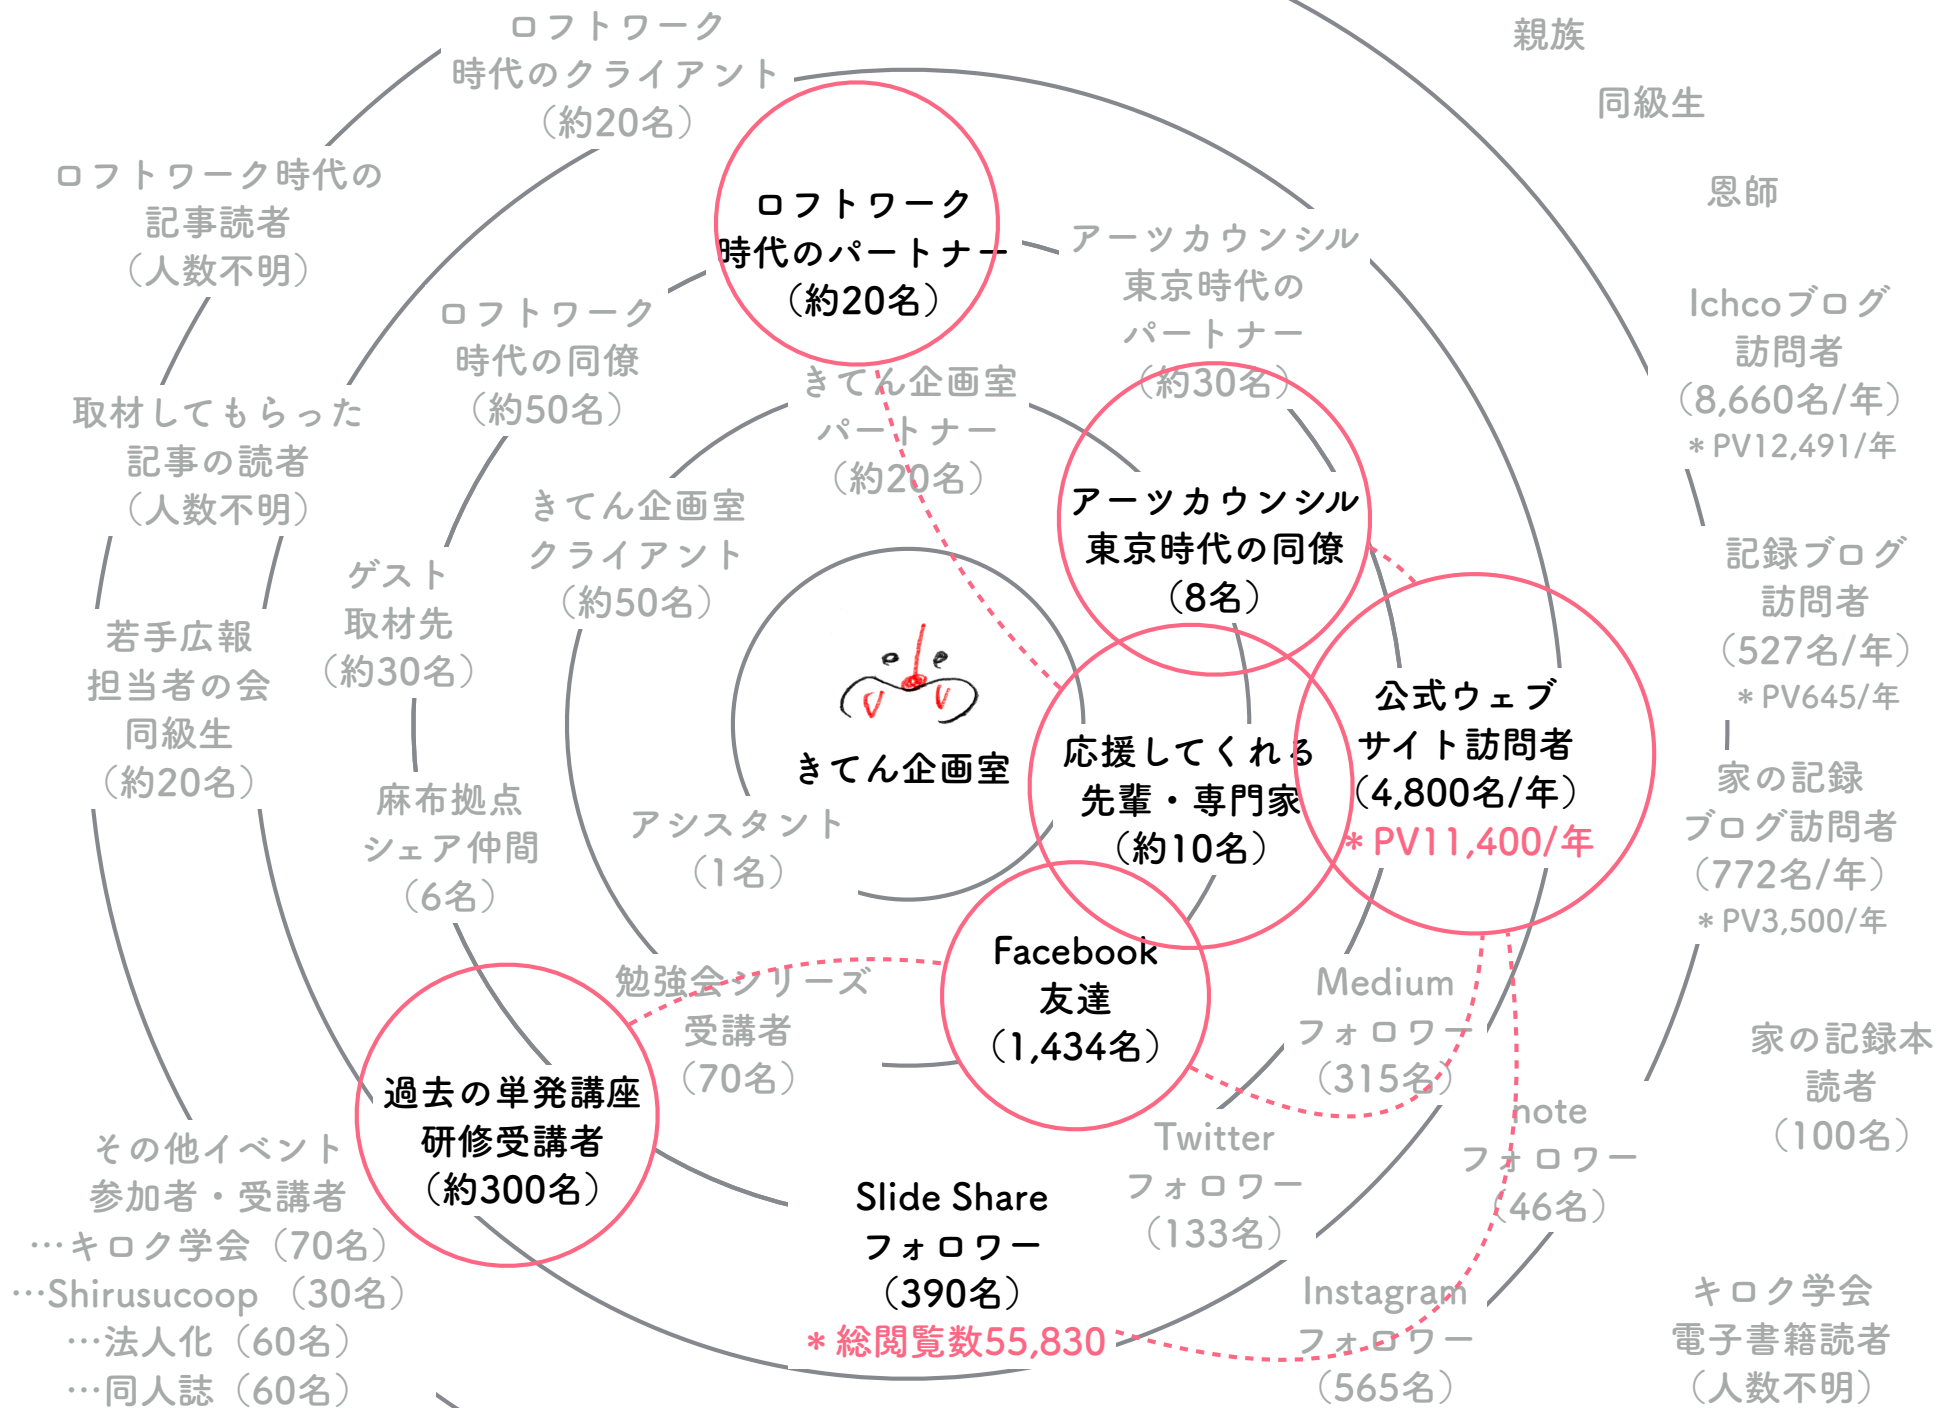 ロフトワーク
時代のクライアント
（約20名）
親族
同級生
恩師
ロフトワーク時代の
記事読者
（人数不明）
ロフトワーク
時代のパートナー
（約20名）
アーツカウンシル
東京時代の
パートナー
（約30名）
ロフトワーク
時代の同僚
（約50名）
きてん企画室
パートナー
（約20名）
Ichcoブログ
訪問者
（8,660名/年）
＊PV12,491/年
取材してもらった
記事の読者
（人数不明）
きてん企画室
クライアント
（約50名）
アーツカウンシル
東京時代の同僚
（8名）
記録ブログ
訪問者
（527名/年）
＊PV645/年
ゲスト
取材先
（約30名）
若手広報
担当者の会
同級生
（約20名）
きてん企画室
応援してくれる
先輩・専門家
（約10名）
公式ウェブ
サイト訪問者
（4,800名/年）
＊PV11,400/年
家の記録
ブログ訪問者
（772名/年）
＊PV3,500/年
麻布拠点
シェア仲間
（6名）
アシスタント
（1名）
Facebook
友達
（1,434名）
勉強会シリーズ
受講者
（70名）
Medium
フォロワー
（315名）
家の記録本
読者
（100名）
過去の単発講座
研修受講者
（約300名）
Twitter
フォロワー
（133名）
note
フォロワー
（46名）
その他イベント
参加者・受講者
…キロク学会（70名）
…Shirusucoop（30名）
…法人化（60名）
…同人誌（60名）
Slide Share
フォロワー
（390名）
＊総閲覧数55,830
Instagram
フォロワー
（565名）
キロク学会
電子書籍読者
（人数不明）